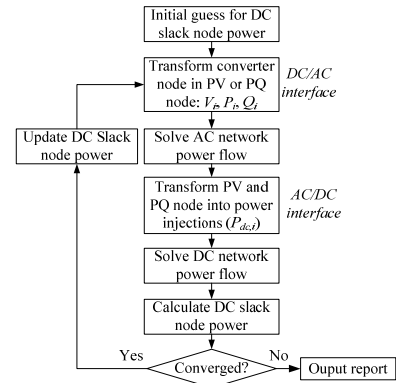 Initial guess for DC
slack node power
Transform converter
node in PV or PQ
node: Vi, Pi, Qi
DC/AC
interface
Update DC Slack
node power
Solve AC network
power flow
Transform PV and
PQ node into power
injections (Pdc,i)
AC/DC
interface
Solve DC network
power flow
Calculate DC slack
node power
Yes
Converged?
No
Ouput report